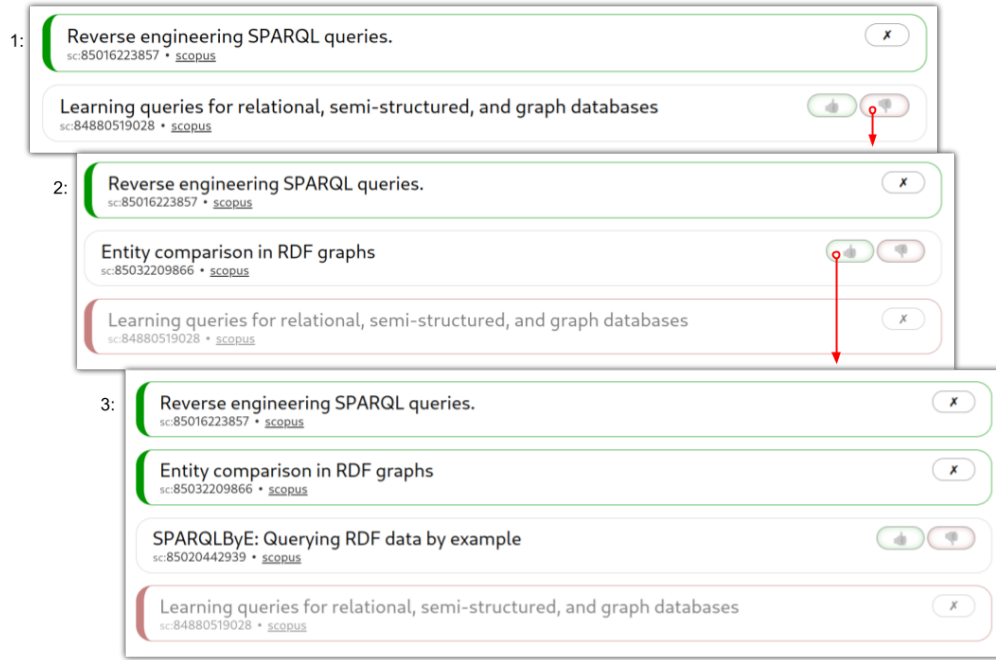 1:
Reverse engineering SPARQL queries.
✗
sc:85016223857 • scopus
Learning queries for relational, semi-structured, and graph databases
sc:84880519028 • scopus
2:
Reverse engineering SPARQL queries.
✗
sc:85016223857 • scopus
Entity comparison in RDF graphs
sc:85032209866 • scopus
Learning queries for relational, semi-structured, and graph databases
✗
sc:84880519028 • scopus
3:
Reverse engineering SPARQL queries.
✗
sc:85016223857 • scopus
Entity comparison in RDF graphs
✗
sc:85032209866 • scopus
SPARQLByE: Querying RDF data by example
sc:85020442939 • scopus
Learning queries for relational, semi-structured, and graph databases
✗
sc:84880519028 • scopus